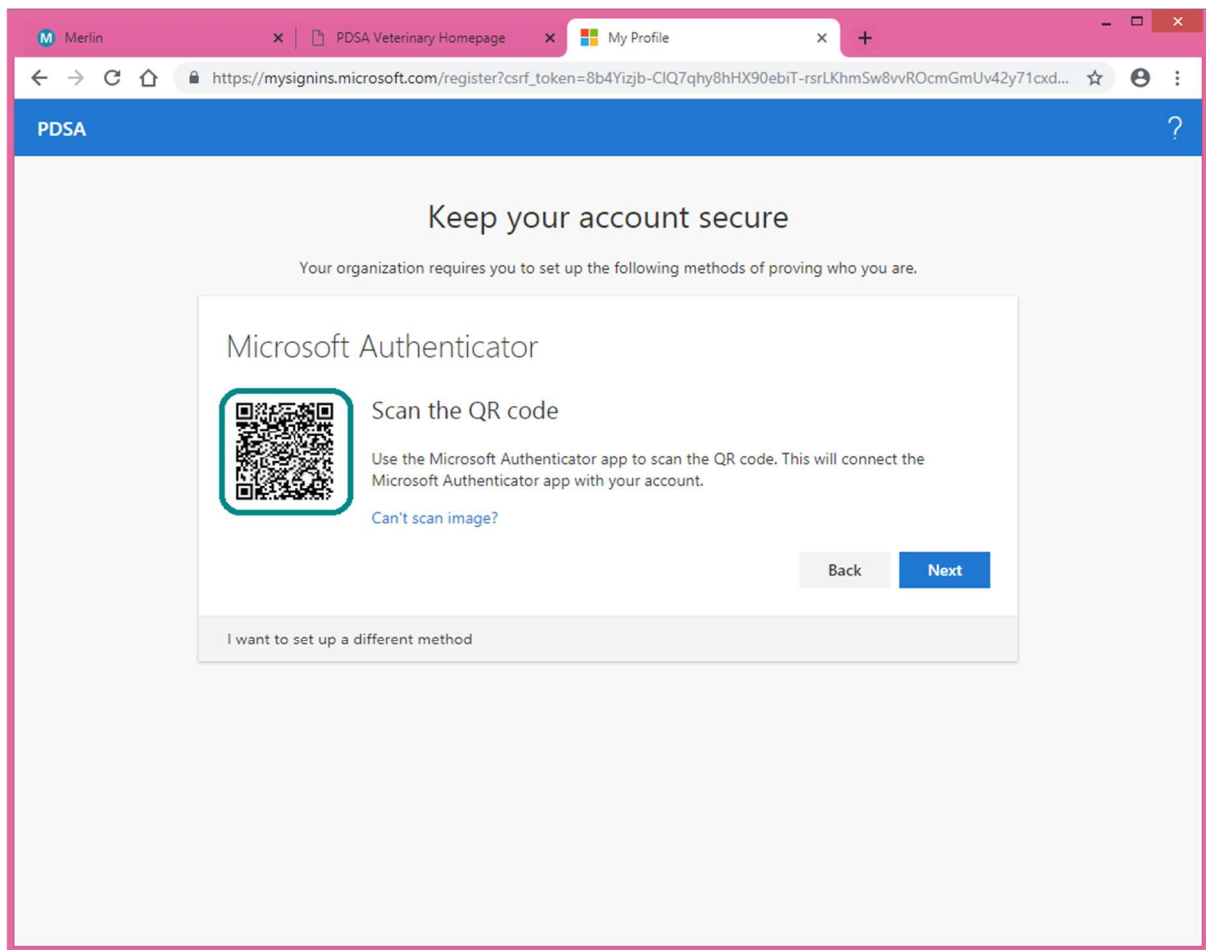 M Merlin
PDSA Veterinary Homepage
My Profile
https://mysignins.microsoft.com/register?csrf_token=8b4Yizjb-ClQ7qhy8hHX90ebiT-rsrLKhmSw8vvROcmGmUv42y71cxd...
PDSA
?
Keep your account secure
Your organization requires you to set up the following methods of proving who you are.
Microsoft Authenticator
Scan the QR code
Use the Microsoft Authenticator app to scan the QR code. This will connect the
Microsoft Authenticator app with your account.
Can't scan image?
Back
Next
I want to set up a different method